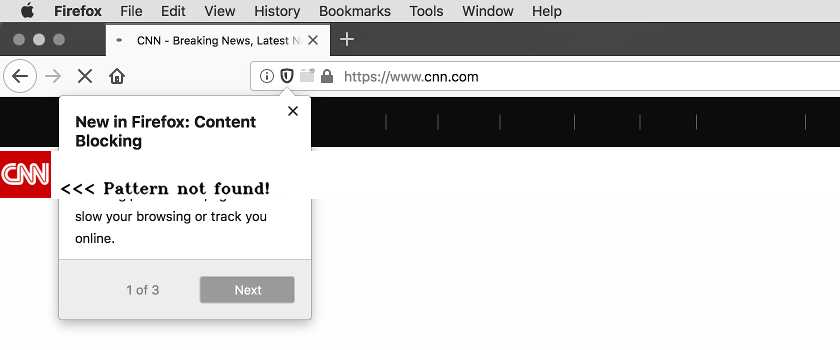 Firefox File Edit View History Bookmarks Tools Window Help
CNN - Breaking News, Latest N
https://www.cnn.com
New in Firefox: Content
Blocking
CNN
<<< Pattern not found!
slow your browsing or track you
online.
1 of 3 Next